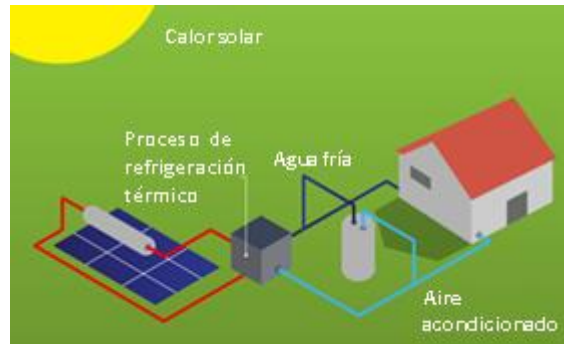 Calor solar
Proceso de
refrigeración
térmico
Agua fría
Aire
acondicionado